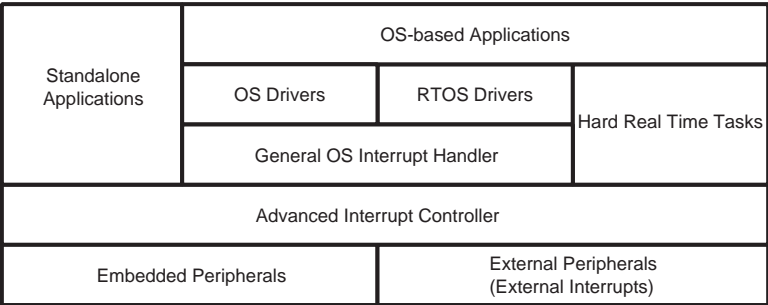 OS-based Applications
Standalone
Applications
OS Drivers
RTOS Drivers
Hard Real Time Tasks
General OS Interrupt Handler
Advanced Interrupt Controller
Embedded Peripherals
External Peripherals
(External Interrupts)